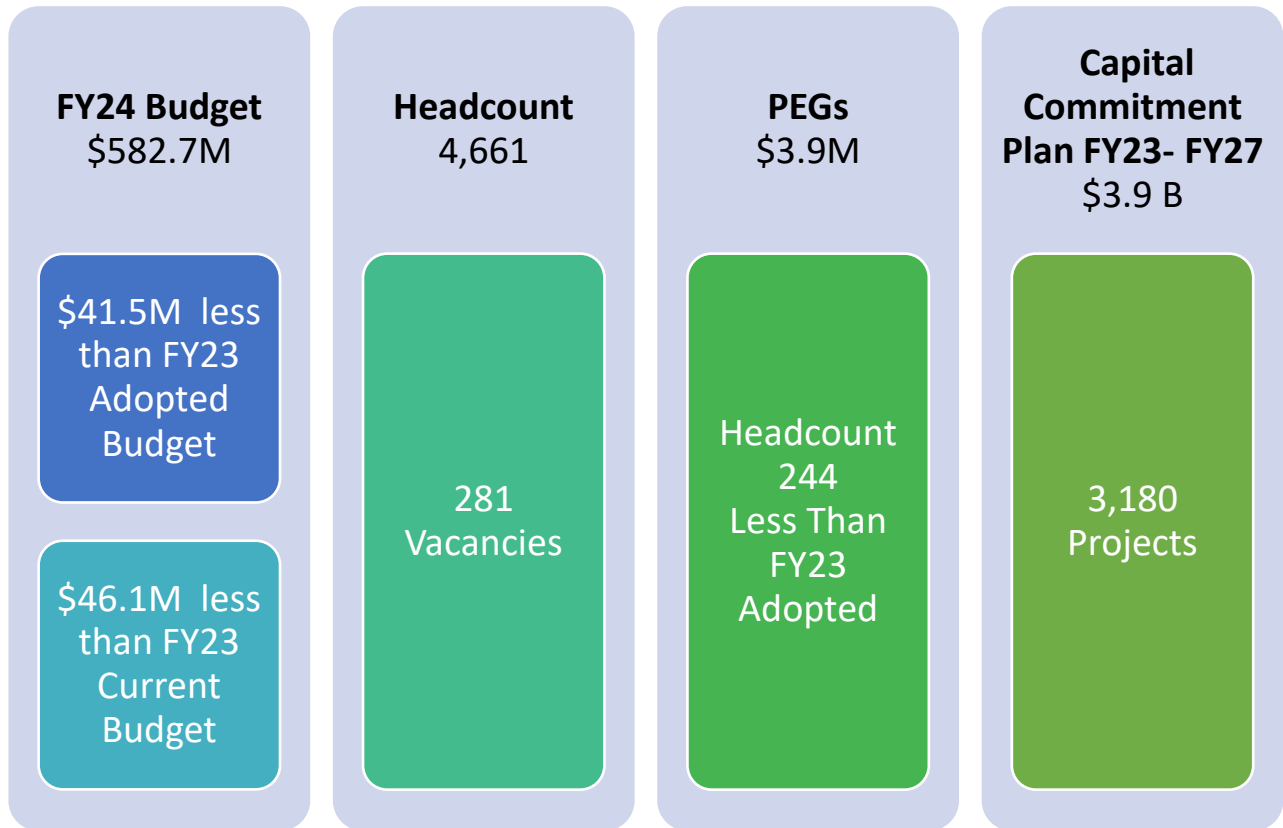 FY24 Budget
$582.7M
$41.5M less
than FY23
Adopted
Budget
$46.1M less
than FY23
Current
Budget
Headcount
4,661
281
Vacancies
PEGs
$3.9M
Headcount
244
Less Than
FY23
Adopted
Capital
Commitment
Plan FY23- FY27
$3.9 B
3,180
Projects